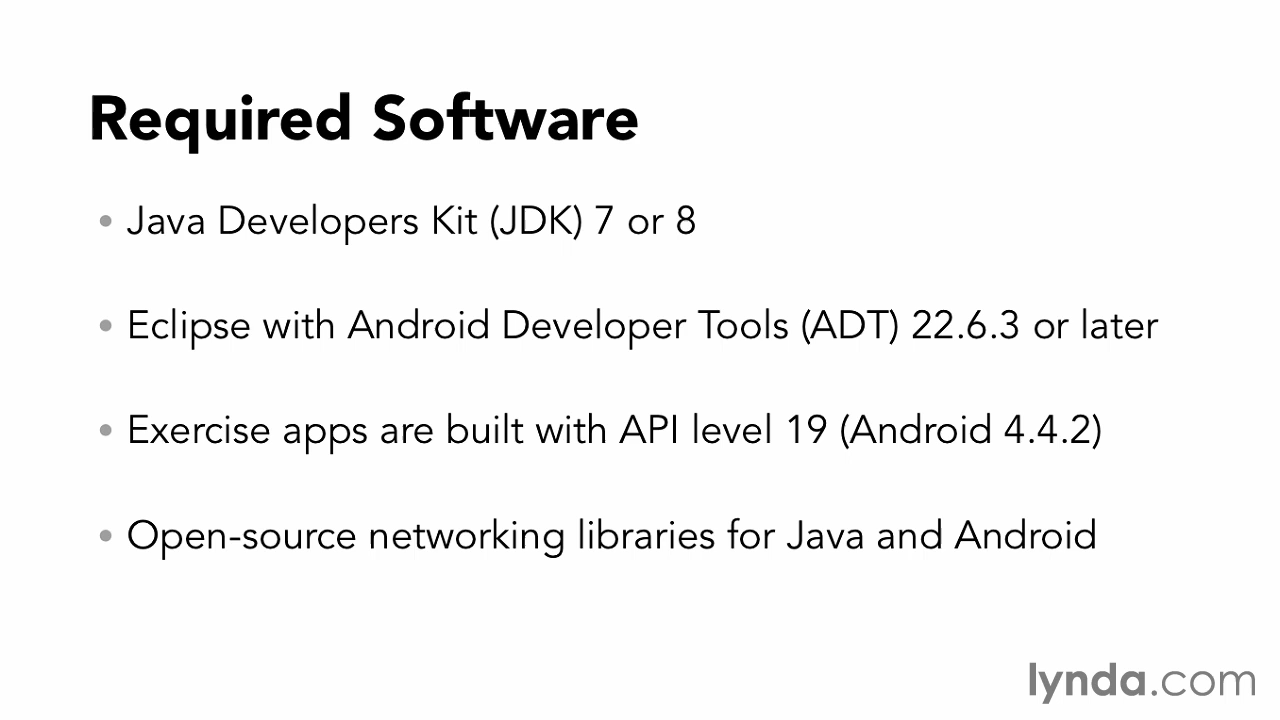 Required Software
• Java Developers Kit (JDK) 7 or 8
• Eclipse with Android Developer Tools (ADT) 22.6.3 or later
• Exercise apps are built with API level 19 (Android 4.4.2)
• Open-source networking libraries for Java and Android
lynda.com